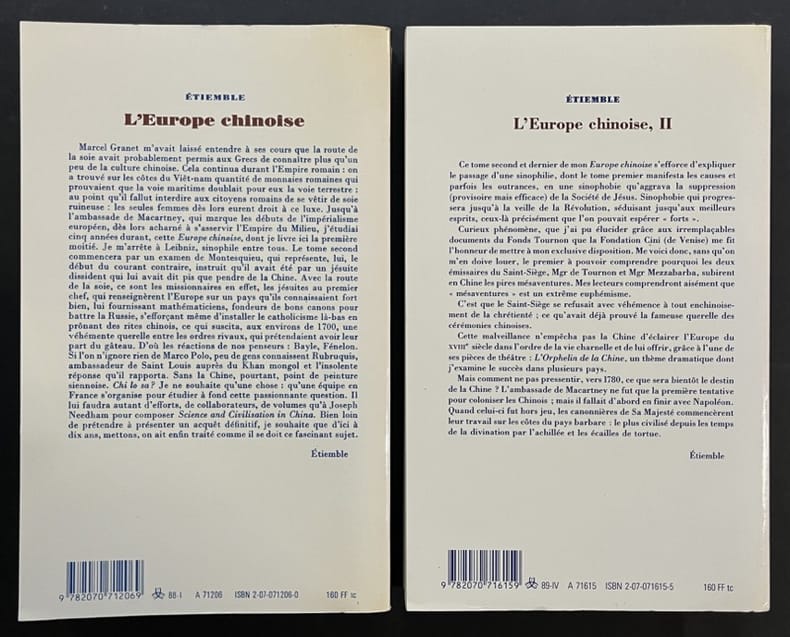 ÉTIEMBLE
L'Europe chinoise
Marcel Granet m'avait laissé entendre à ses cours que la route de
la soie avait probablement permis aux Grecs de connaître plus qu'un
peu de la culture chinoise. Cela continua durant l'Empire romain : on
a trouvé sur les côtes du Viêt-nam quantité de monnaies romaines qui
prouvaient que la voie maritime doublait pour eux la voie terrestre :
au point qu'il fallut interdire aux citoyens romains de se vêtir de soie
ruineuse : les seules femmes dès lors eurent droit à ce luxe. Jusqu'à
l'ambassade de Macartney, qui marque les débuts de l'impérialisme
européen, dès lors acharné à s'asservir l'Empire du Milieu, j'étudiai
cinq années durant, cette Europe chinoise, dont je livre ici la première
moitié. Je m'arrête à Leibniz, sinophile entre tous. Le tome second
commencera par un examen de Montesquieu, qui représente, lui, le
début du courant contraire, instruit qu'il avait été par un jésuite
dissident qui lui avait dit pis que pendre de la Chine. Avec la route
de la soie, ce sont les missionnaires en effet, les jésuites au premier
chef, qui renseignèrent l'Europe sur un pays qu'ils connaissaient fort
bien, lui fournissant mathématiciens, fondeurs de bons canons pour
battre la Russie, s'efforçant même d'installer le catholicisme là-bas en
prônant des rites chinois, ce qui suscita, aux environs de 1700, une
véhémente querelle entre les ordres rivaux, qui prétendaient avoir leur
part du gâteau. D'où les réactions de nos penseurs : Bayle, Fénelon.
Si l'on n'ignore rien de Marco Polo, peu de gens connaissent Rubruquis,
ambassadeur de Saint Louis auprès du Khan mongol et l'insolente
réponse qu'il rapporta. Sans la Chine, pourtant, point de peinture
siennoise. Chi lo sa ? Je ne souhaite qu'une chose : qu'une équipe en
France s'organise pour étudier à fond cette passionnante question. Il
lui faudra autant d'efforts, de collaborateurs, de volumes qu'à Joseph
Needham pour composer Science and Civilisation in China. Bien loin
de prétendre à présenter un acquêt définitif, je souhaite que d'ici à
dix ans, mettons, on ait enfin traité comme il se doit ce fascinant sujet.
Étiemble
9 782070 712069
88-I A 71206 ISBN 2-07-071206-0 160 FF tc
ÉTIEMBLE
L'Europe chinoise, II
Ce tome second et dernier de mon Europe chinoise s'efforce d'expliquer
le passage d'une sinophilie, dont le tome premier manifesta les causes et
parfois les outrances, en une sinophobie qu'aggrava la suppression
(provisoire mais efficace) de la Société de Jésus. Sinophobie qui progres-
sera jusqu'à la veille de la Révolution, séduisant jusqu'aux meilleurs
esprits, ceux-là précisément que l'on pouvait espérer « forts ».
Curieux phénomène, que j'ai pu élucider grâce aux irremplaçables
documents du Fonds Tournon que la Fondation Cini (de Venise) me fit
l'honneur de mettre à mon exclusive disposition. Me voici donc, sans qu'on
m'en doive louer, le premier à pouvoir comprendre pourquoi les deux
émissaires du Saint-Siège, Mgr de Tournon et Mgr Mezzabarba, subirent
en Chine les pires mésaventures. Mes lecteurs comprendront aisément que
« mésaventures » est un extrême euphémisme.
C'est que le Saint-Siège se refusait avec véhémence à tout enchinoise-
ment de la chrétienté ; ce qu'avait déjà prouvé la fameuse querelle des
cérémonies chinoises.
Cette malveillance n'empêcha pas la Chine d'éclairer l'Europe du
XVIIIe siècle dans l'ordre de la vie charnelle et de lui offrir, grâce à l'une de
ses pièces de théâtre : L'Orphelin de la Chine, un thème dramatique dont
j'examine le succès dans plusieurs pays.
Mais comment ne pas pressentir, vers 1780, ce que sera bientôt le destin
de la Chine ? L'ambassade de Macartney ne fut que la première tentative
pour coloniser les Chinois ; mais il fallait d'abord en finir avec Napoléon.
Quand celui-ci fut hors jeu, les canonnières de Sa Majesté commencèrent
leur travail sur les côtes du pays barbare : le plus civilisé depuis les temps
de la divination par l'achillée et les écailles de tortue.
Étiemble
9 782070 716159
89-IV A 71615 ISBN 2-07-071615-5 160 FF tc